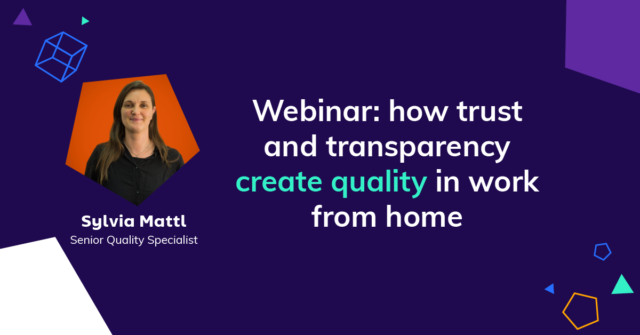 Webinar: how trust
and transparency
create quality in work
from home
Sylvia Mattl
Senior Quality Specialist